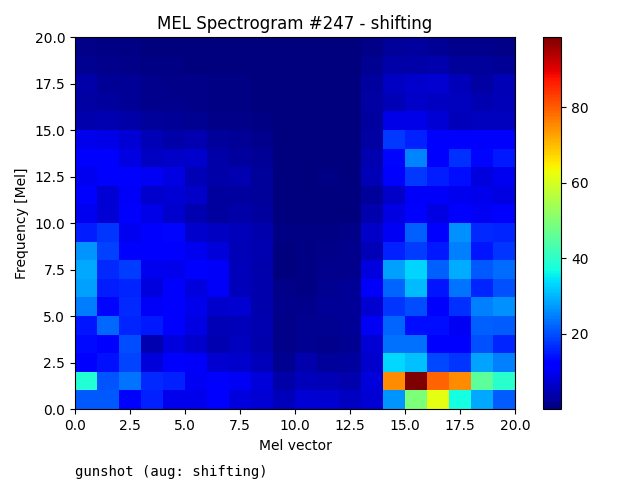 MEL Spectrogram #247 - shifting
20.0
17.5
15.0
12.5
10.0
7.5
5.0
2.5
0.0
Frequency [Mel]
0.0 2.5 5.0 7.5 10.0 12.5 15.0 17.5 20.0
Mel vector
80
60
40
20
gunshot (aug: shifting)